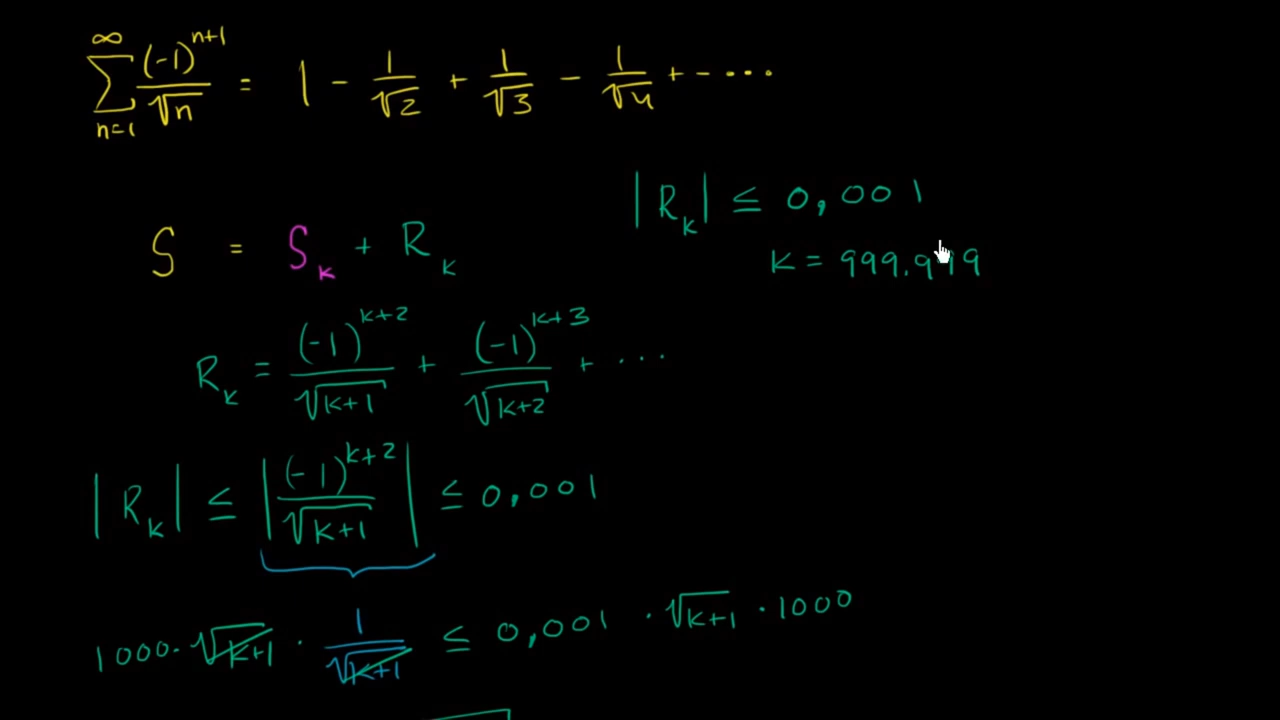 ∞ Σ n=1 (-1)^{n+1} / √n = 1 - 1/√2 + 1/√3 - 1/√4 + - ....
|R_k| ≤ 0,001
S = S_k + R_k
k = 999.999
R_k = (-1)^{k+2} / √k+1 + (-1)^{k+3} / √k+2 + ...
|R_k| ≤ |(-1)^{k+2} / √k+1| ≤ 0,001
1000 · √k+1 · 1/√k+1 ≤ 0,001 · √k+1 · 1000